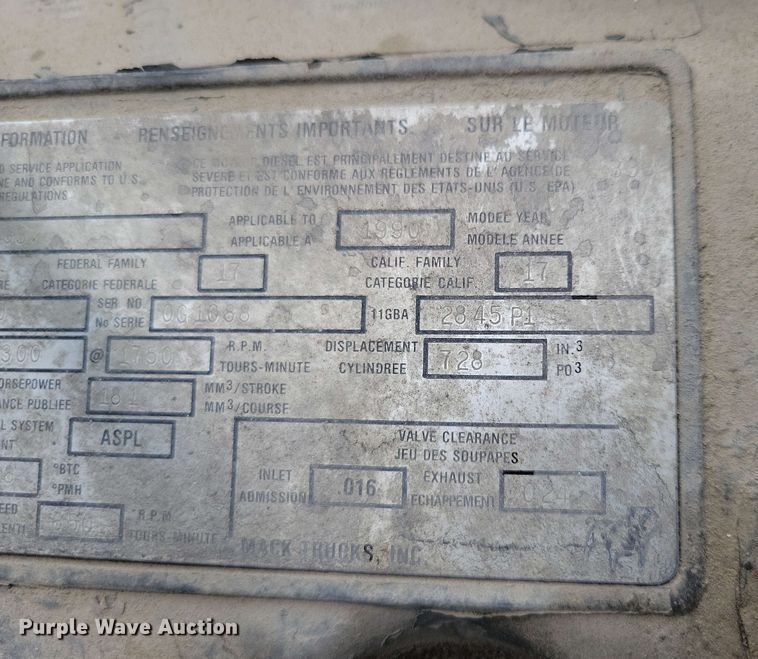 FORMATION RENSEIGNEMENTS IMPORTANTS SUR LE MOTEUR
SERVICE APPLICATION
NE AND CONFORMS TO U.S.
REGULATIONS
CE MOTEUR DIESEL EST PRINCIPALEMENT DESTINE AU SERVICE
SEVERE ET EST CONFORME AUX REGLEMENTS DE L'AGENCE DE
PROTECTION DE L'ENVIRONNEMENT DES ETATS-UNIS (U.S. EPA)
APPLICABLE TO 1990 MODEL YEAR
APPLICABLE A MODELE ANNEE
FEDERAL FAMILY 17 CALIF. FAMILY 17
CATEGORIE FEDERALE CATEGORIE CALIF.
SER NO 0G1088 11GBA 2845P1
No SERIE
300 @ 1750 R.P.M. DISPLACEMENT 728 IN.3
TOURS-MINUTE CYLINDREE PO3
ORSEPOWER MM3/STROKE
ANCE PUBLIEE MM3/COURSE
L SYSTEM ASPL VALVE CLEARANCE
NT JEU DES SOUPAPES
°BTC INLET .016 EXHAUST .024
°PMH ADMISSION ECHAPPEMENT
EED R.P.M.
TOURS-MINUTE
MACK TRUCKS, INC.
Purple Wave Auction